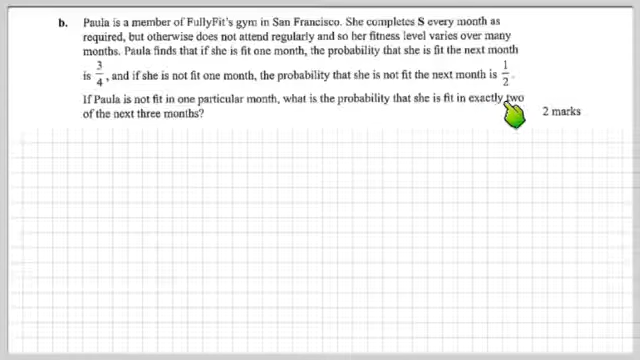 b. Paula is a member of FullyFit's gym in San Francisco. She completes S every month as
required, but otherwise does not attend regularly and so her fitness level varies over many
months. Paula finds that if she is fit one month, the probability that she is fit the next month
is 3/4, and if she is not fit one month, the probability that she is not fit the next month is 1/2.
If Paula is not fit in one particular month, what is the probability that she is fit in exactly two
of the next three months? 2 marks